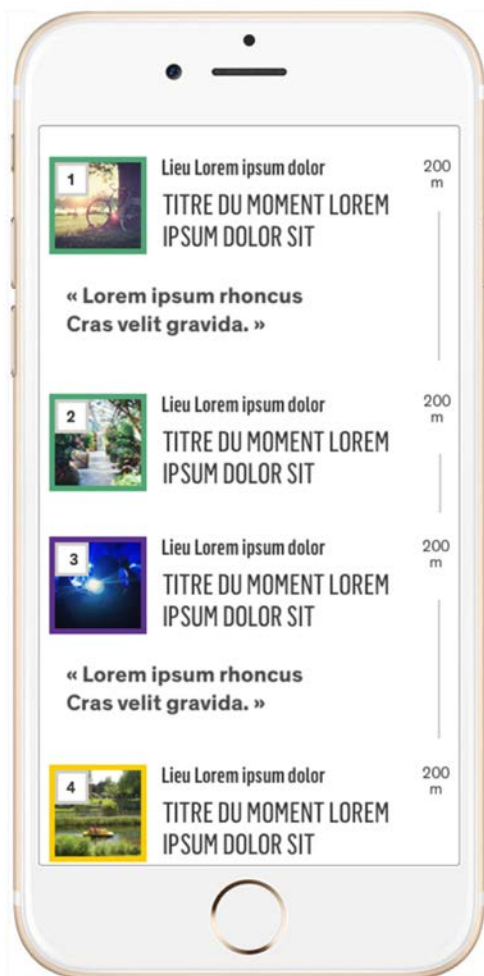 1
Lieu Lorem ipsum dolor
200
m
TITRE DU MOMENT LOREM
IPSUM DOLOR SIT
« Lorem ipsum rhoncus
Cras velit gravida. »
2
Lieu Lorem ipsum dolor
200
m
TITRE DU MOMENT LOREM
IPSUM DOLOR SIT
3
Lieu Lorem ipsum dolor
200
m
TITRE DU MOMENT LOREM
IPSUM DOLOR SIT
« Lorem ipsum rhoncus
Cras velit gravida. »
4
Lieu Lorem ipsum dolor
200
m
TITRE DU MOMENT LOREM
IPSUM DOLOR SIT